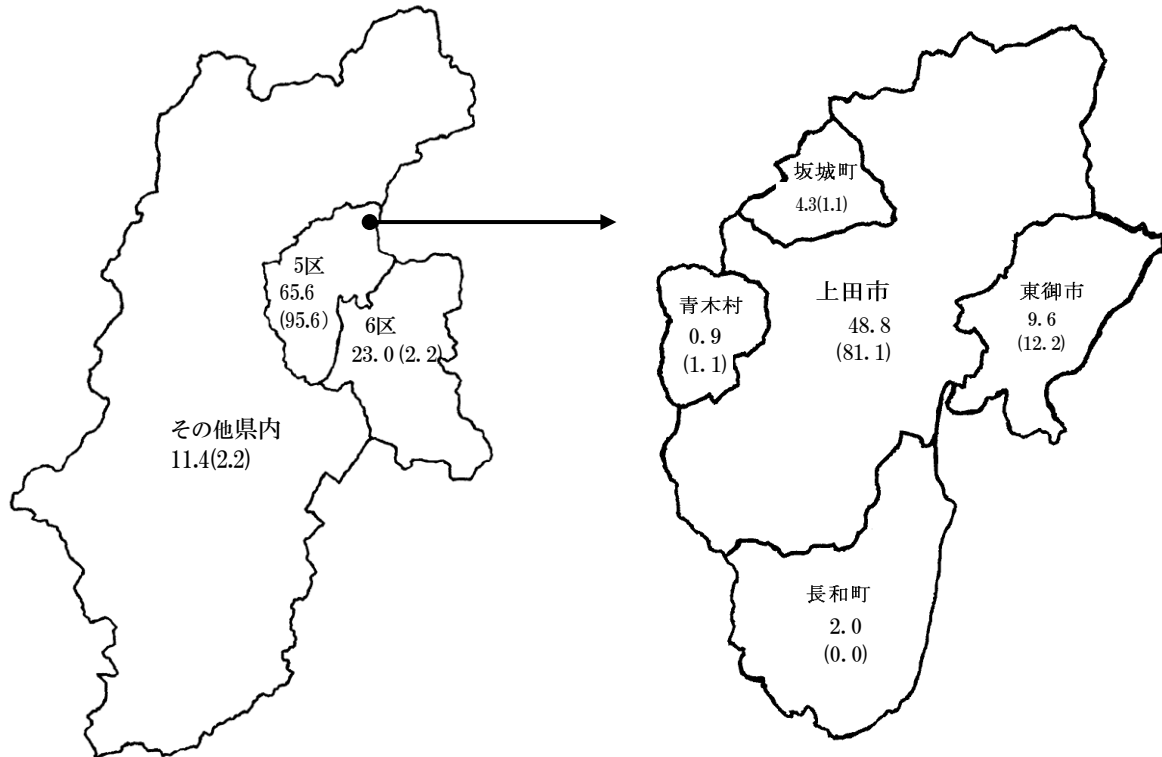 5区
65.6
(95.6)
6区
23.0(2.2)
その他県内
11.4(2.2)
坂城町
4.3(1.1)
青木村
0.9
(1.1)
上田市
48.8
(81.1)
東御市
9.6
(12.2)
長和町
2.0
(0.0)